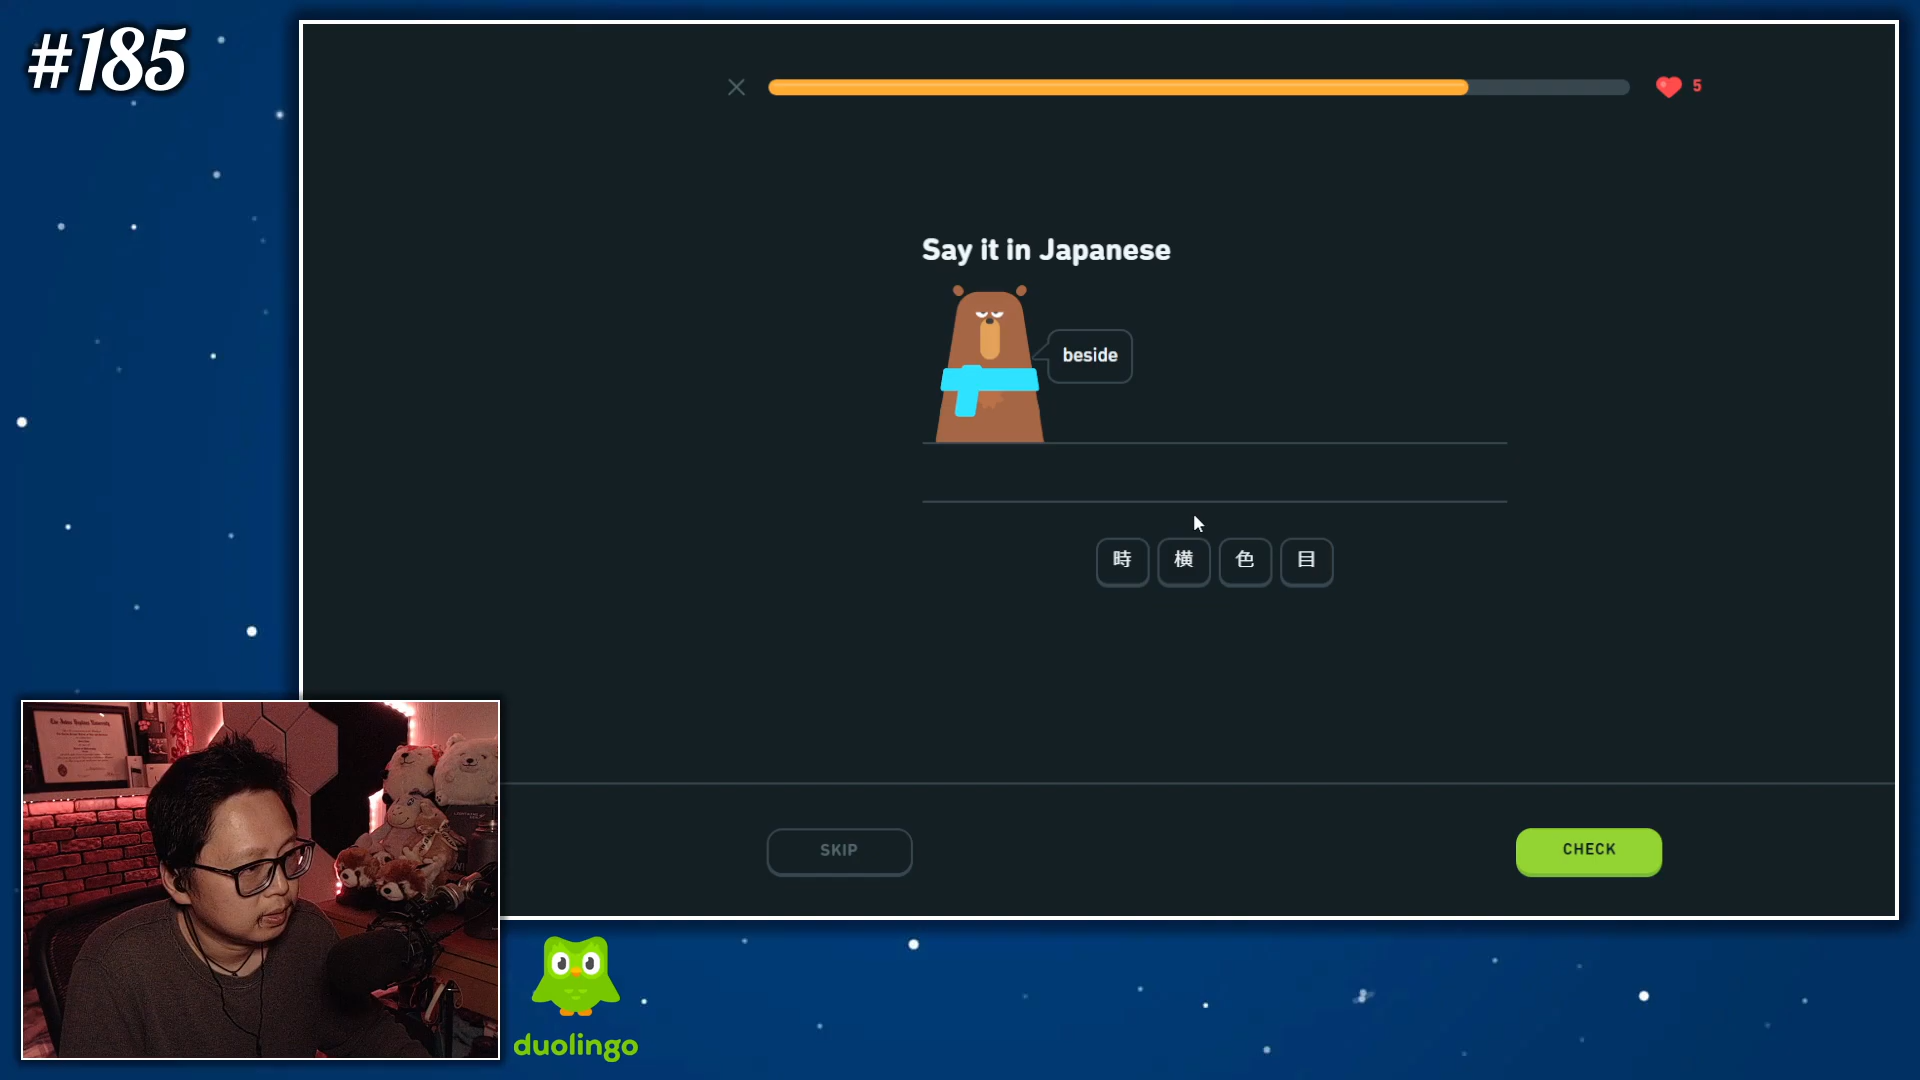 #185
5
Say it in Japanese
beside
時 横 色 目
SKIP
CHECK
duolingo